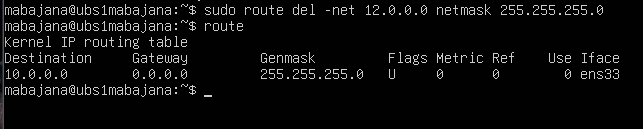 mabajana@ubs1mabajana:~$ sudo route del -net 12.0.0.0 netmask 255.255.255.0
mabajana@ubs1mabajana:~$ route
Kernel IP routing table
Destination     Gateway         Genmask         Flags Metric Ref    Use Iface
10.0.0.0        0.0.0.0         255.255.255.0   U     0      0        0 ens33
mabajana@ubs1mabajana:~$ _